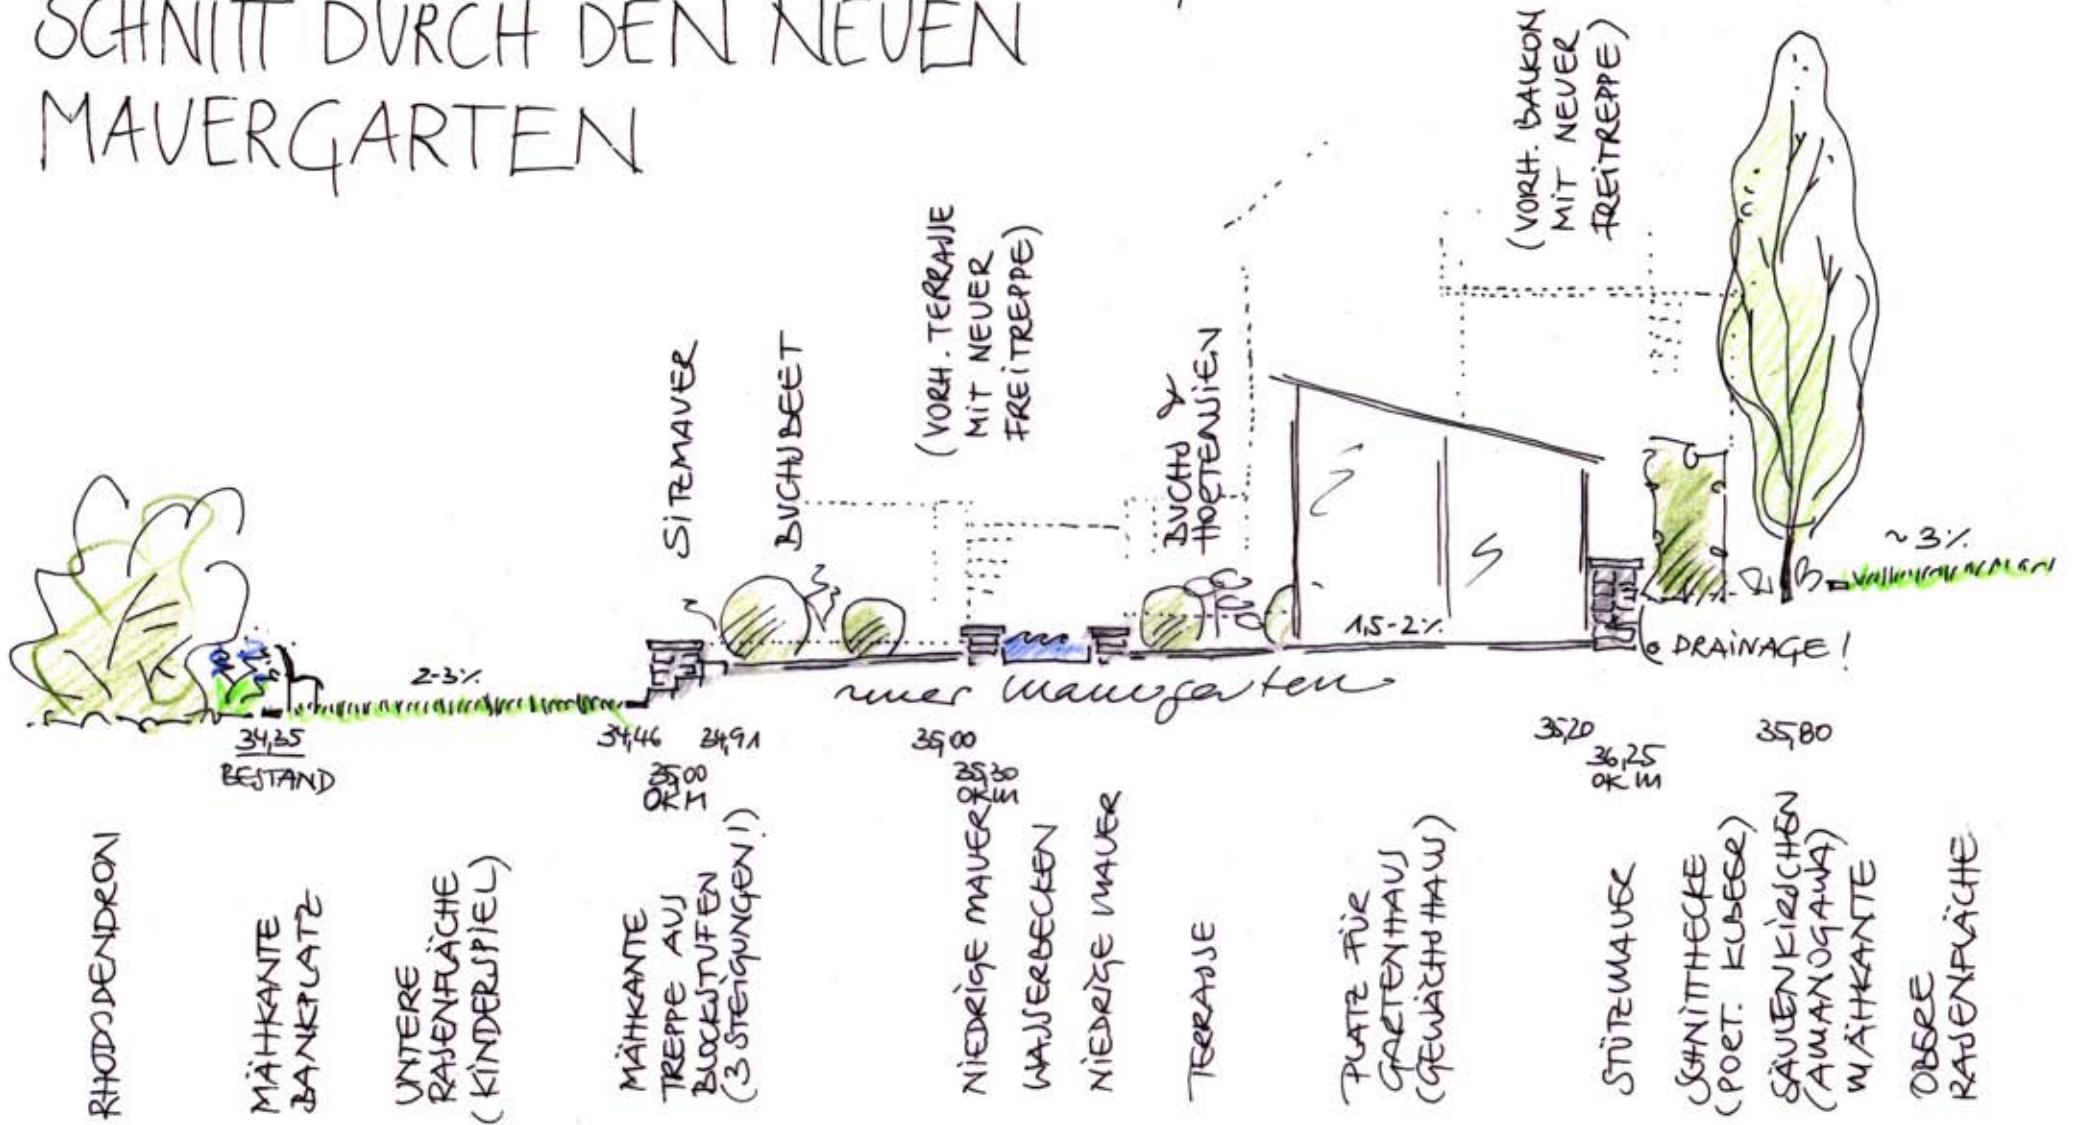 SCHNITT DURCH DEN NEUEN
MAUERGARTEN
(VORH. BALKON
MIT NEUER
FREITREPPE)
(VORH. TERRASSE
MIT NEUER
FREITREPPE)
SITZMAUER
BUCHSBEET
BUCHS &
HORTENSIEN
~3%
2-3%
1,5-2%
DRAINAGE!
neuer mauergarten
34,35
BESTAND
34,46
34,91
35,00
OK M
35,00
35,30
OK M
35,20
36,25
OK M
35,80
RHODODENDRON
MÄHKANTE
BANKPLATZ
UNTERE
RASENFLÄCHE
(KINDERSPIEL)
MÄHKANTE
TREPPE AUS
BLOCKSTUFEN
(3 STEIGUNGEN!)
NIEDRIGE MAUER
WASSERBECKEN
NIEDRIGE MAUER
TERRASSE
PLATZ FÜR
GARTENHAUS
(GEWÄCHSHAUS)
STÜTZMAUER
SCHNITTHECKE
(PORT. KLBEER)
SÄULENKIRSCHEN
(AMANOGAWA)
MÄHKANTE
OBERE
RASENFLÄCHE